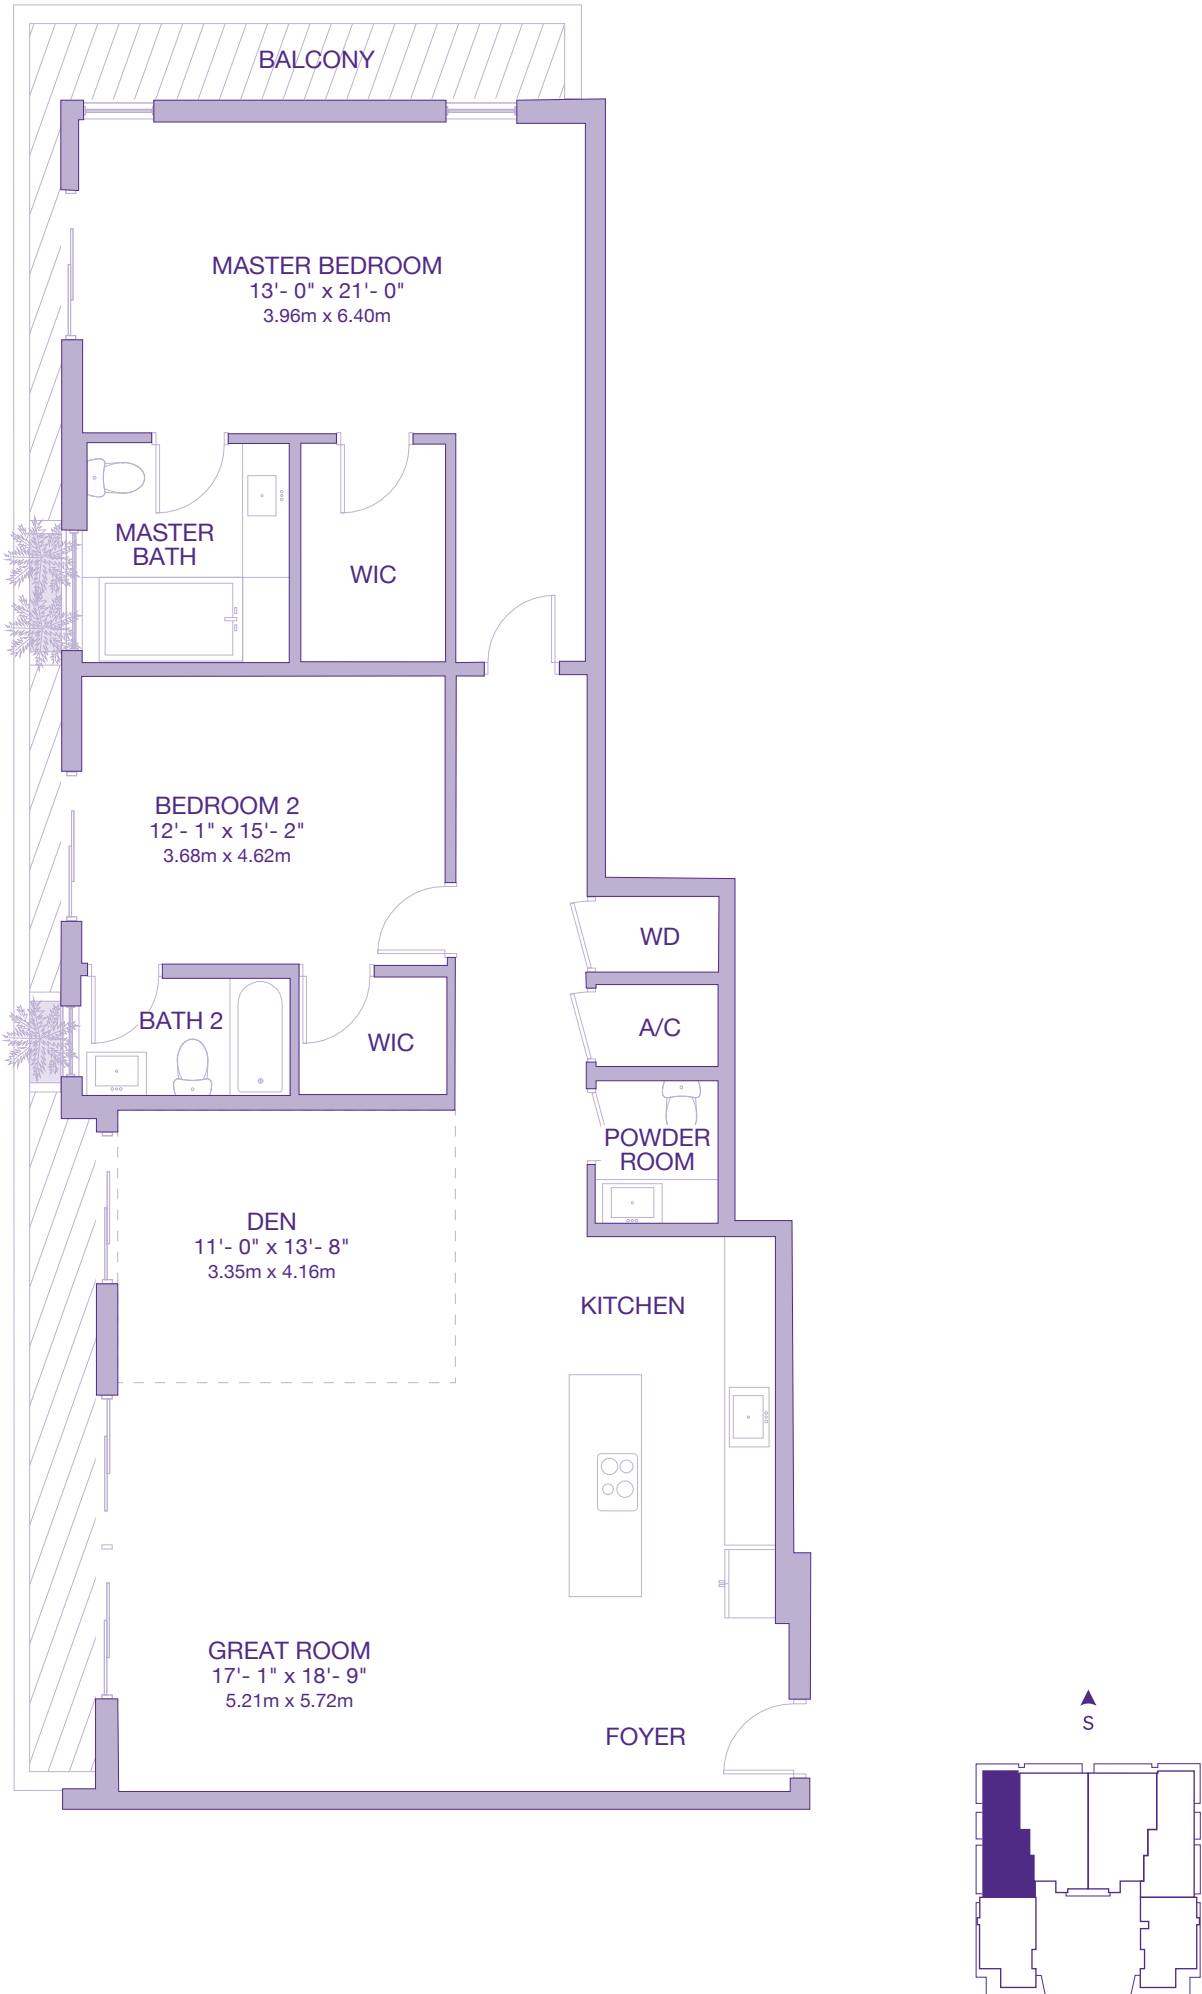 BALCONY
MASTER BEDROOM
13'- 0" x 21'- 0"
3.96m x 6.40m
MASTER
BATH
WIC
BEDROOM 2
12'- 1" x 15'- 2"
3.68m x 4.62m
WD
BATH 2
WIC
A/C
POWDER
ROOM
DEN
11'- 0" x 13'- 8"
3.35m x 4.16m
KITCHEN
GREAT ROOM
17'- 1" x 18'- 9"
5.21m x 5.72m
FOYER
S